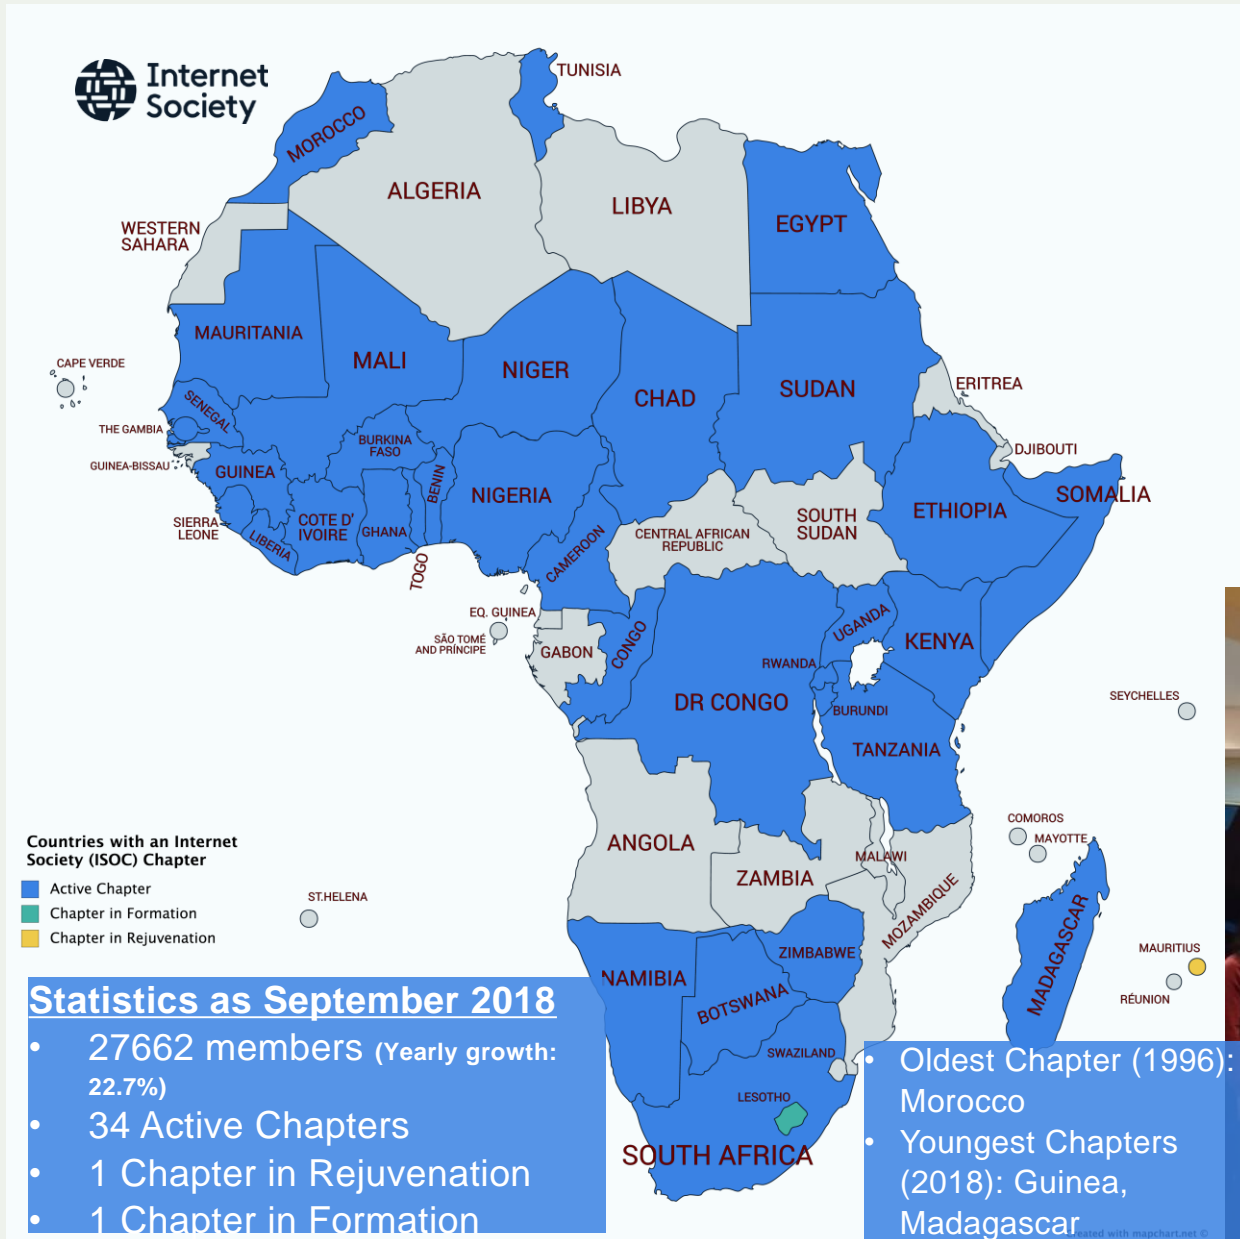 Internet
Society
TUNISIA
MOROCCO
ALGERIA
LIBYA
EGYPT
WESTERN
SAHARA
MAURITANIA
MALI
NIGER
CHAD
SUDAN
ERITREA
CAPE VERDE
SENEGAL
THE GAMBIA
GUINEA-BISSAU
GUINEA
BURKINA
FASO
BENIN
NIGERIA
DJIBOUTI
SOMALIA
ETHIOPIA
SOUTH
SUDAN
CENTRAL AFRICAN
REPUBLIC
SIERRA
LEONE
LIBERIA
COTE D'
IVOIRE
GHANA
TOGO
CAMEROON
EQ. GUINEA
SÃO TOMÉ
AND PRÍNCIPE
GABON
CONGO
UGANDA
KENYA
RWANDA
DR CONGO
BURUNDI
TANZANIA
SEYCHELLES
COMOROS
MAYOTTE
ANGOLA
ZAMBIA
MALAWI
MOZAMBIQUE
MADAGASCAR
MAURITIUS
RÉUNION
ST.HELENA
ZIMBABWE
NAMIBIA
BOTSWANA
SWAZILAND
LESOTHO
SOUTH AFRICA
Countries with an Internet
Society (ISOC) Chapter
Active Chapter
Chapter in Formation
Chapter in Rejuvenation
Statistics as September 2018
• 27662 members (Yearly growth:
22.7%)
• 34 Active Chapters
• 1 Chapter in Rejuvenation
• 1 Chapter in Formation
• Oldest Chapter (1996):
Morocco
• Youngest Chapters
(2018): Guinea,
Madagascar
created with mapchart.net ©